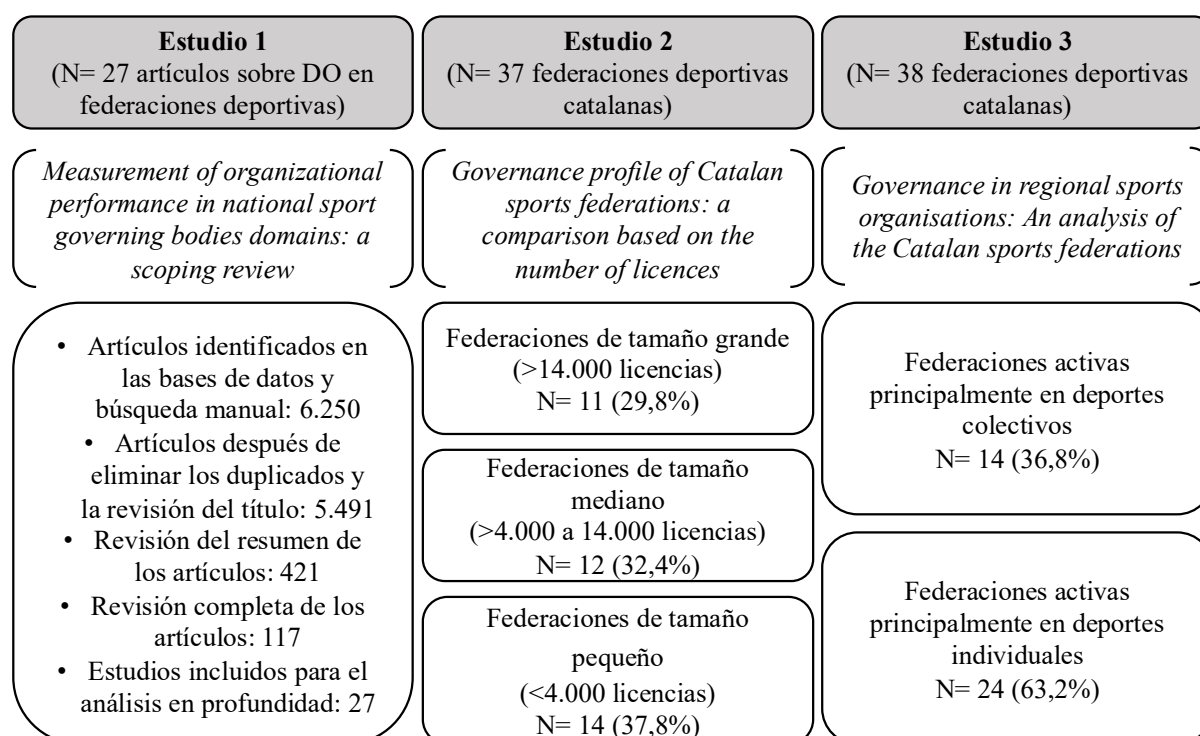 Estudio 1
(N= 27 artículos sobre DO en
federaciones deportivas)
Measurement of organizational
performance in national sport
governing bodies domains: a
scoping review
• Artículos identificados en
las bases de datos y
búsqueda manual: 6.250
• Artículos después de
eliminar los duplicados y
la revisión del título: 5.491
• Revisión del resumen de
los artículos: 421
• Revisión completa de los
artículos: 117
• Estudios incluidos para el
análisis en profundidad: 27
Estudio 2
(N= 37 federaciones deportivas
catalanas)
Governance profile of Catalan
sports federations: a
comparison based on the
number of licences
Federaciones de tamaño grande
(>14.000 licencias)
N= 11 (29,8%)
Federaciones de tamaño
mediano
(>4.000 a 14.000 licencias)
N= 12 (32,4%)
Federaciones de tamaño
pequeño
(<4.000 licencias)
N= 14 (37,8%)
Estudio 3
(N= 38 federaciones deportivas
catalanas)
Governance in regional sports
organisations: An analysis of
the Catalan sports federations
Federaciones activas
principalmente en deportes
colectivos
N= 14 (36,8%)
Federaciones activas
principalmente en deportes
individuales
N= 24 (63,2%)